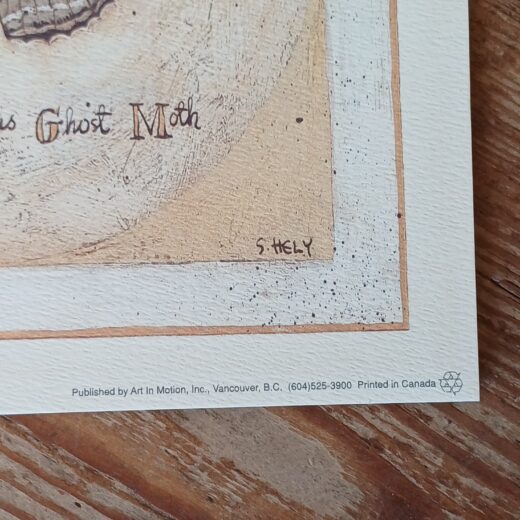 Ghost Moth
S. HELY
Published by Art In Motion, Inc., Vancouver, B.C. (604)525-3900 Printed in Canada